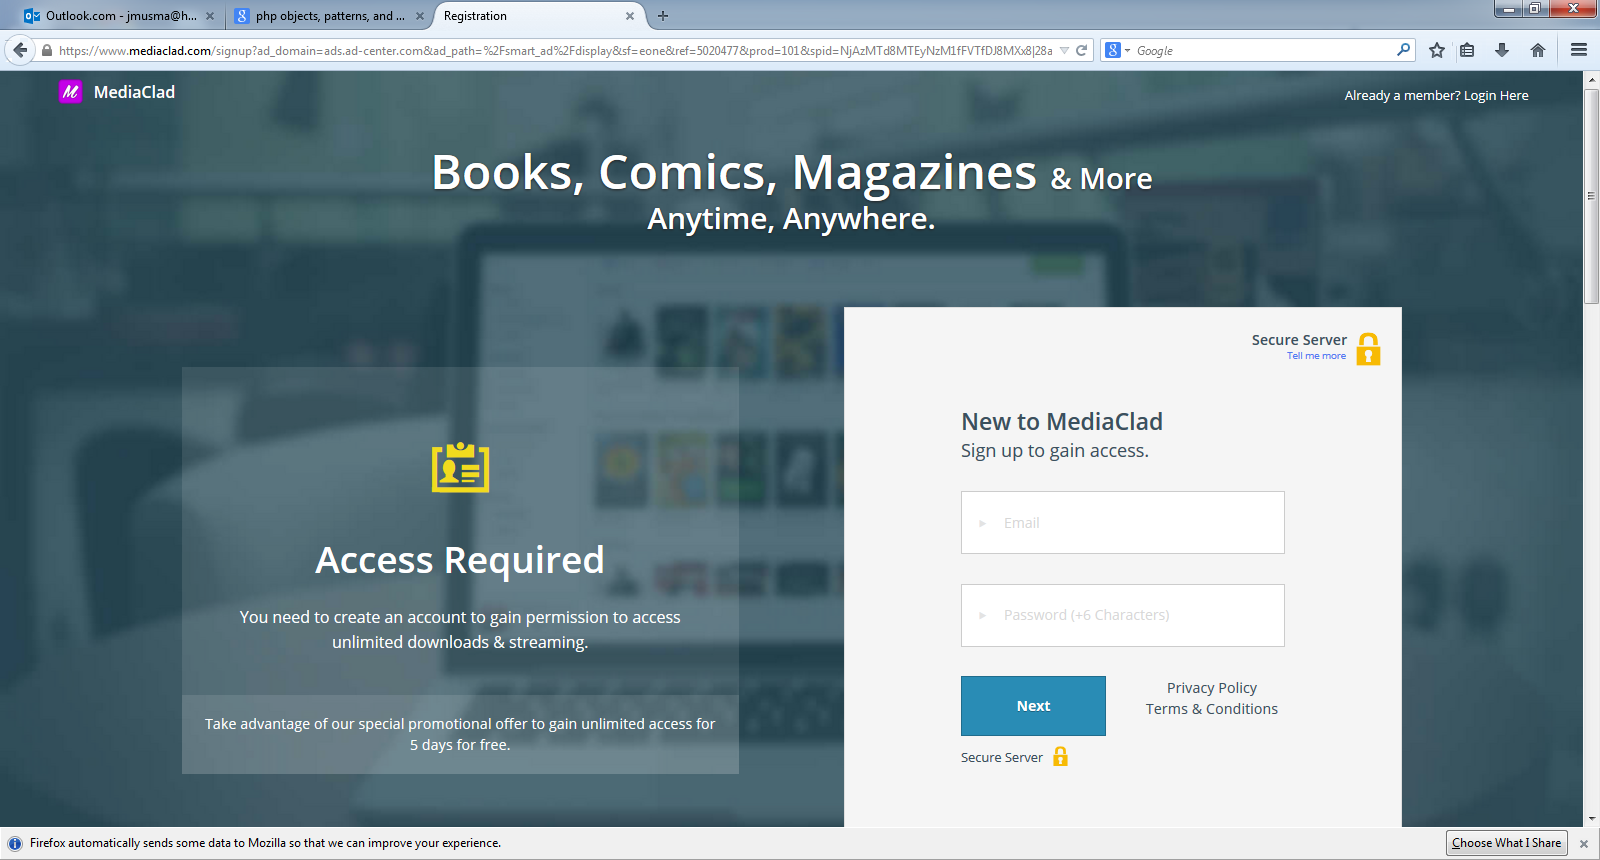 Outlook.com - jmusma@h...
php objects, patterns, and ...
Registration
https://www.mediaclad.com/signup?ad_domain=ads.ad-center.com&ad_path=%2Fsmart_ad%2Fdisplay&sf=eone&ref=5020477&prod=101&spid=NjAzMTd8MTEyNzM1fFVTfDJ8MXx8J28a
Google
MediaClad
Already a member? Login Here
Books, Comics, Magazines & More
Anytime, Anywhere.
Secure Server
Tell me more
Access Required
You need to create an account to gain permission to access
unlimited downloads & streaming.
Take advantage of our special promotional offer to gain unlimited access for
5 days for free.
New to MediaClad
Sign up to gain access.
Email
Password (+6 Characters)
Next
Privacy Policy
Terms & Conditions
Secure Server
Firefox automatically sends some data to Mozilla so that we can improve your experience.
Choose What I Share